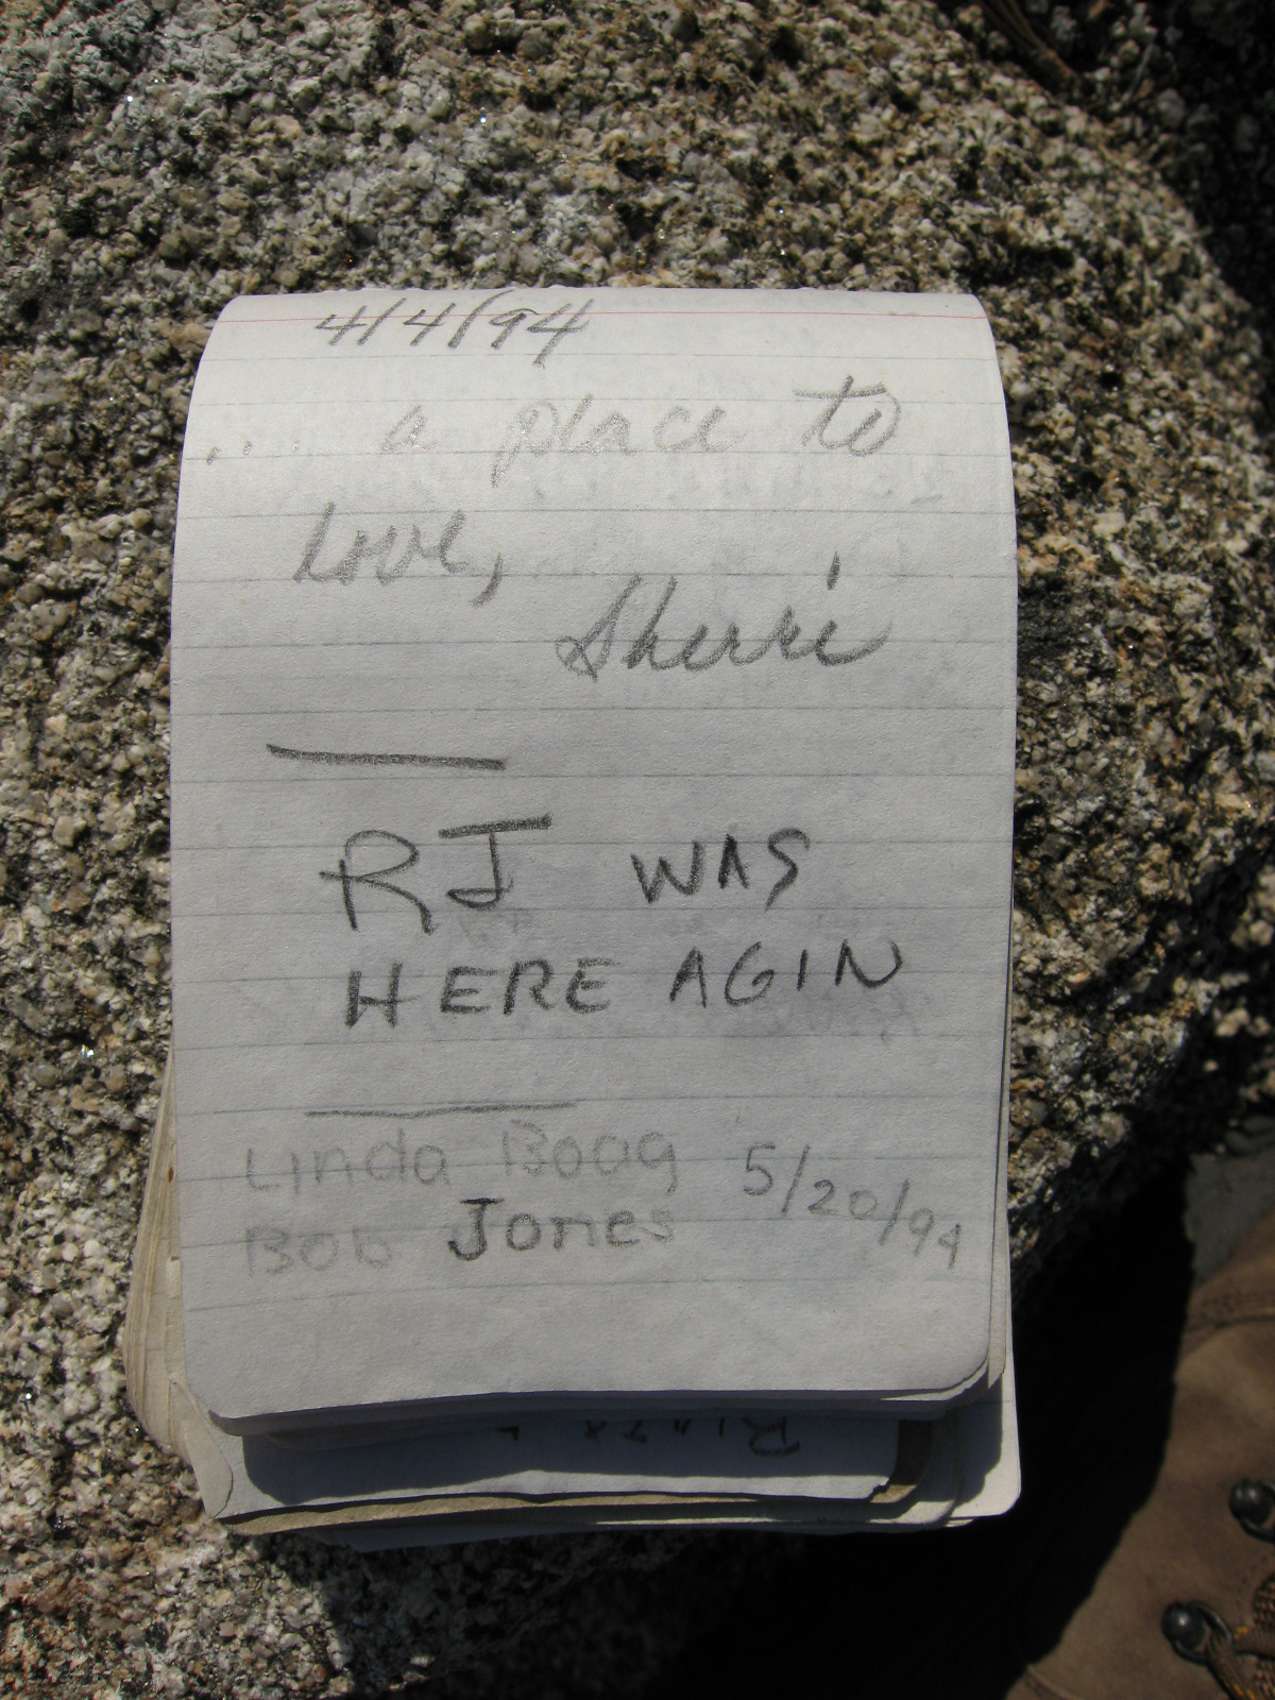 4/4/94
... a place to
love,
Sherri
RJ WAS
HERE AGIN
Linda Boog 5/20/94
Bob Jones